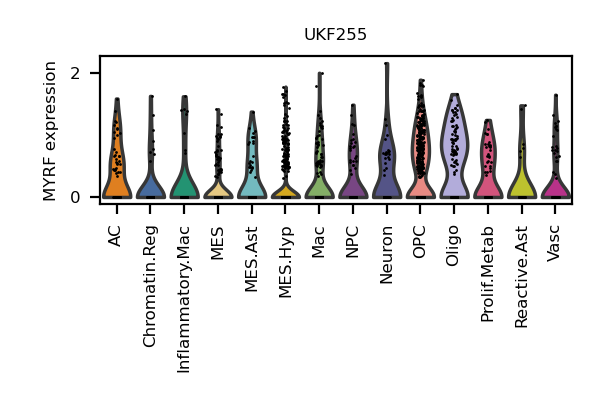 UKF255
MYRF expression
2
0
AC
Chromatin.Reg
Inflammatory.Mac
MES
MES.Ast
MES.Hyp
Mac
NPC
Neuron
OPC
Oligo
Prolif.Metab
Reactive.Ast
Vasc